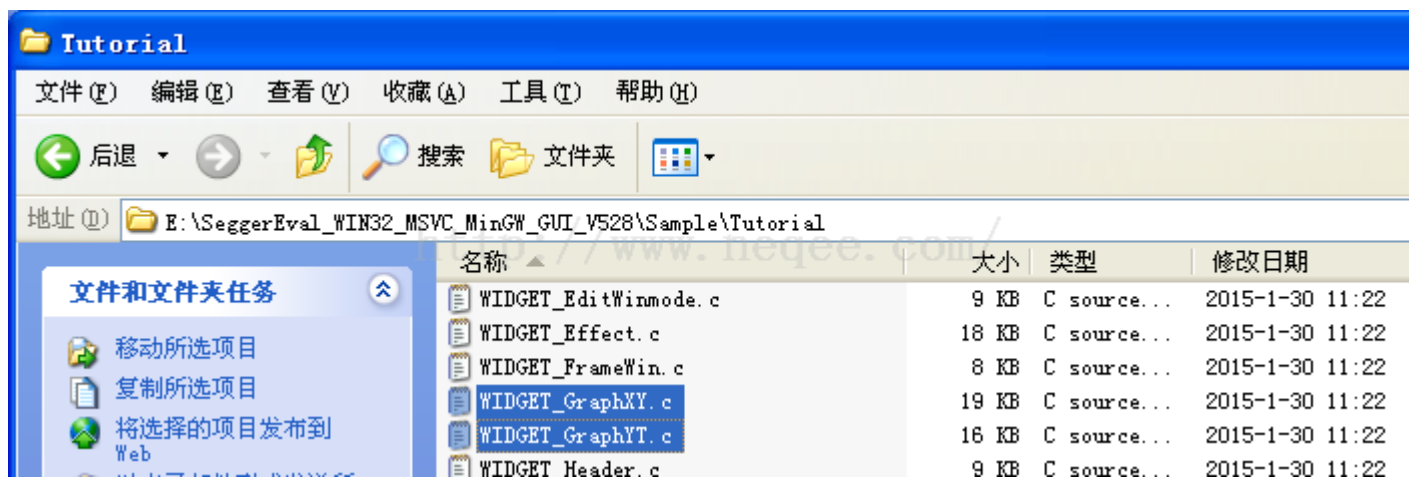 Tutorial
文件(F) 编辑(E) 查看(V) 收藏(A) 工具(T) 帮助(H)
后退 搜索 文件夹
地址(D) E:\SeggerEval_WIN32_MSVC_MinGW_GUI_V528\Sample\Tutorial
http://www.neqee.com/
名称 大小 类型 修改日期
文件和文件夹任务
WIDGET_EditWinmode.c 9 KB C source... 2015-1-30 11:22
WIDGET_Effect.c 18 KB C source... 2015-1-30 11:22
移动所选项目
WIDGET_FrameWin.c 8 KB C source... 2015-1-30 11:22
复制所选项目
WIDGET_GraphXY.c 19 KB C source... 2015-1-30 11:22
将选择的项目发布到
Web
WIDGET_GraphYT.c 16 KB C source... 2015-1-30 11:22
WIDGET_Header.c 9 KB C source... 2015-1-30 11:22